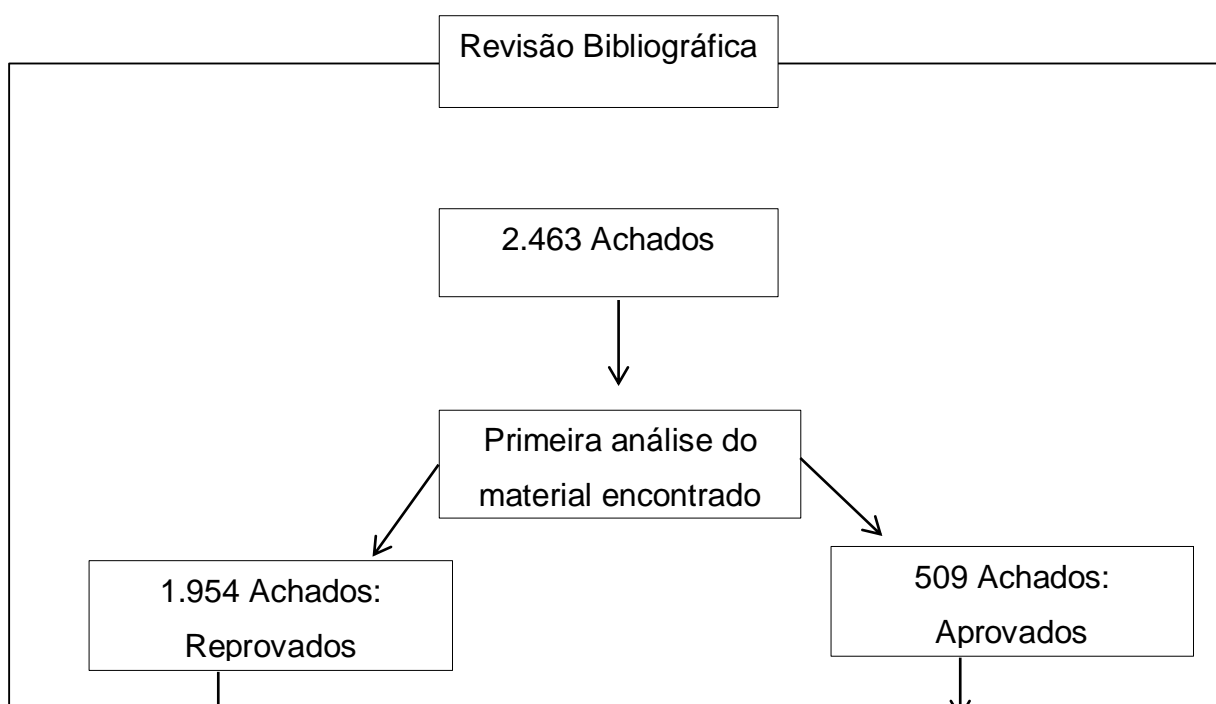 Revisão Bibliográfica
2.463 Achados
Primeira análise do
material encontrado
1.954 Achados:
Reprovados
509 Achados:
Aprovados